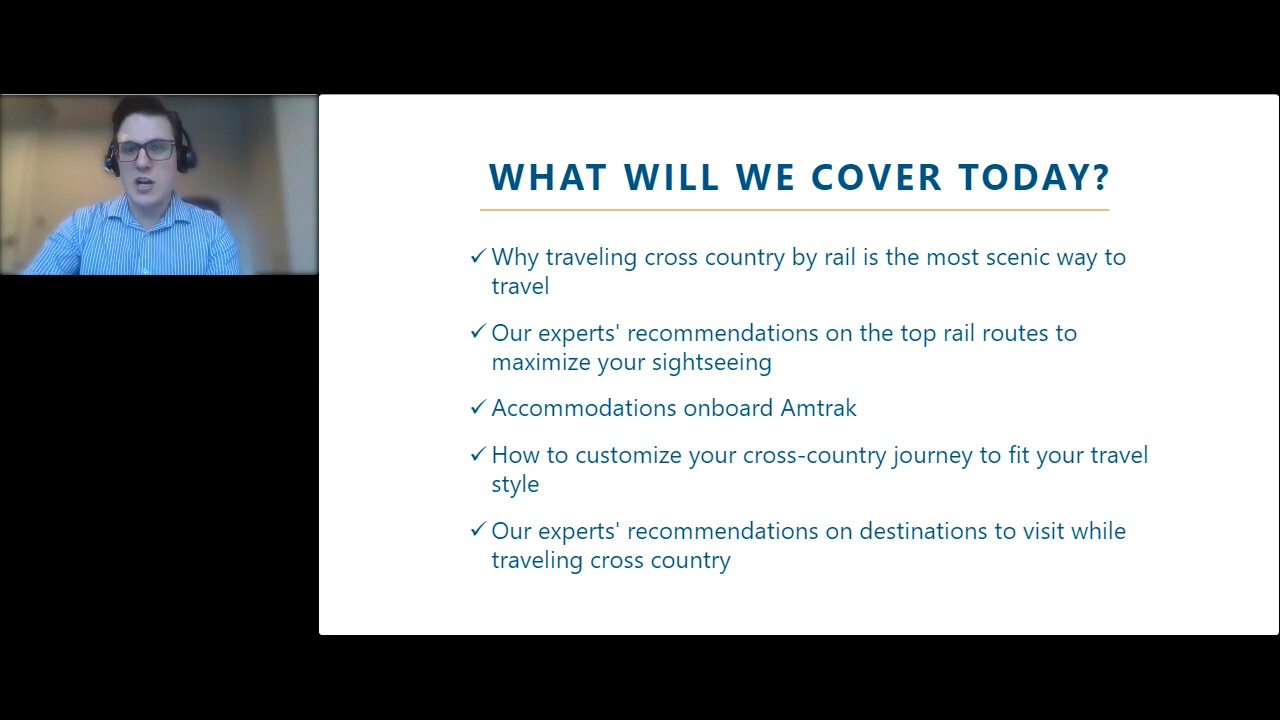 WHAT WILL WE COVER TODAY?
✓ Why traveling cross country by rail is the most scenic way to
travel
✓ Our experts' recommendations on the top rail routes to
maximize your sightseeing
✓ Accommodations onboard Amtrak
✓ How to customize your cross-country journey to fit your travel
style
✓ Our experts' recommendations on destinations to visit while
traveling cross country